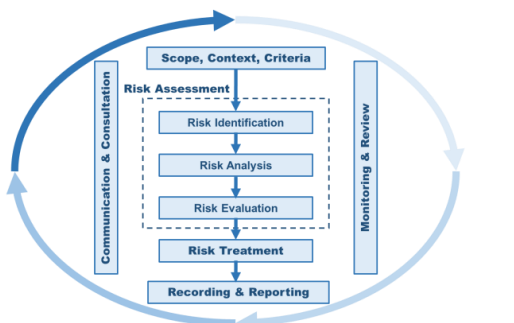 Scope, Context, Criteria
Risk Assessment
Communication & Consultation
Risk Identification
Risk Analysis
Risk Evaluation
Monitoring & Review
Risk Treatment
Recording & Reporting